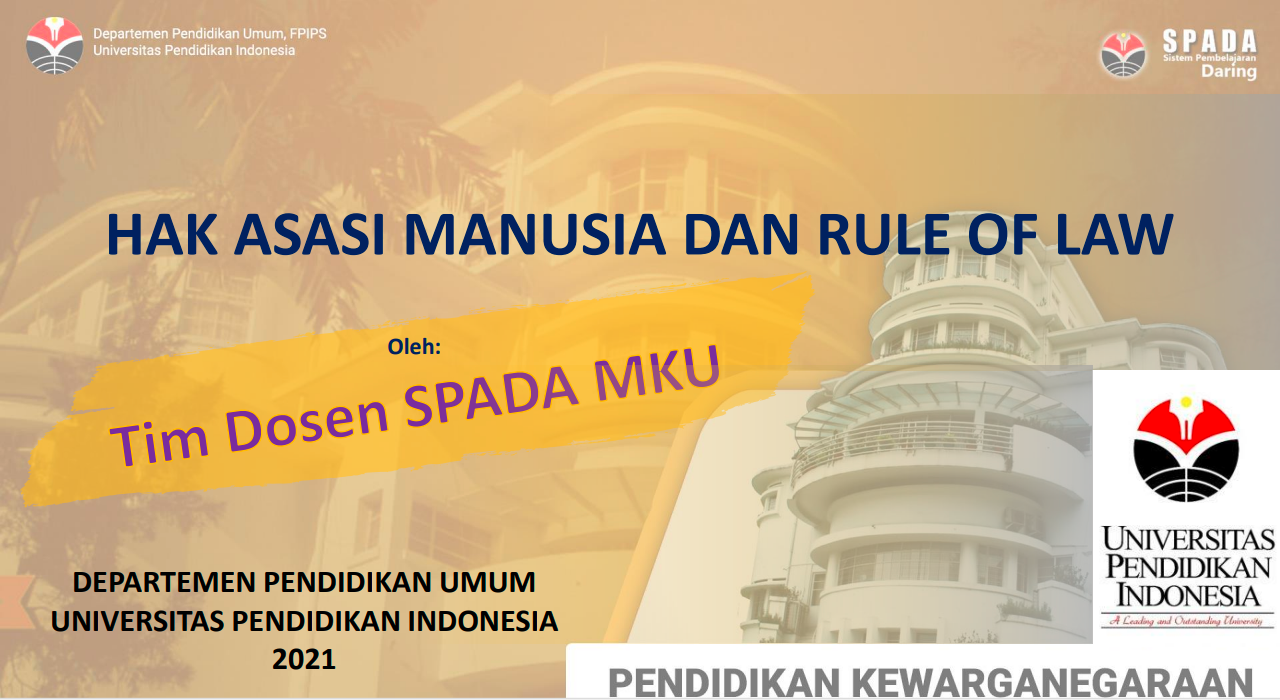 Departemen Pendidikan Umum, FPIPS
Universitas Pendidikan Indonesia
SPADA
Sistem Pembelajaran
Daring
HAK ASASI MANUSIA DAN RULE OF LAW
Oleh:
Tim Dosen SPADA MKU
DEPARTEMEN PENDIDIKAN UMUM
UNIVERSITAS PENDIDIKAN INDONESIA
2021
UNIVERSITAS
PENDIDIKAN
INDONESIA
A Leading and Outstanding University
PENDIDIKAN KEWARGANEGARAAN